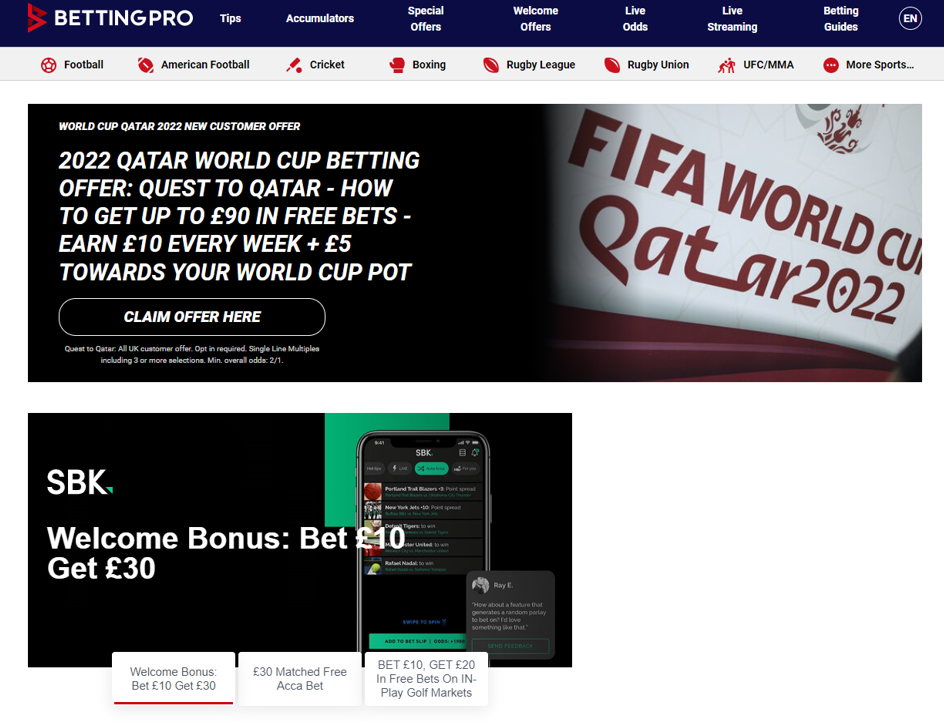 BETTINGPRO
Tips
Accumulators
Special
Offers
Welcome
Offers
Live
Odds
Live
Streaming
Betting
Guides
EN
Football
American Football
Cricket
Boxing
Rugby League
Rugby Union
UFC/MMA
More Sports...
WORLD CUP QATAR 2022 NEW CUSTOMER OFFER
2022 QATAR WORLD CUP BETTING
OFFER: QUEST TO QATAR - HOW
TO GET UP TO £90 IN FREE BETS -
EARN £10 EVERY WEEK + £5
TOWARDS YOUR WORLD CUP POT
CLAIM OFFER HERE
Quest to Qatar: All UK customer offer. Opt in required. Single Line Multiples
including 3 or more selections. Min. overall odds: 2/1.
FIFA WORLD CU
Qatar2022
SBK
Welcome Bonus: Bet £10
Get £30
9:41
SBK
LIVE
Portland Trail Blazers +3: Point spread
New York Jets +10: Point spread
Detroit Tigers: to win
Manchester United: to win
Rafael Nadal: to win
SWIPE TO SPIN
ADD TO BET SLIP | ODDS:
Ray E.
"How about a feature that
generates a random parlay
to bet on? I'd love
something like that."
SEND FEEDBACK
Welcome Bonus:
Bet £10 Get £30
£30 Matched Free
Acca Bet
BET £10, GET £20
In Free Bets On IN-
Play Golf Markets